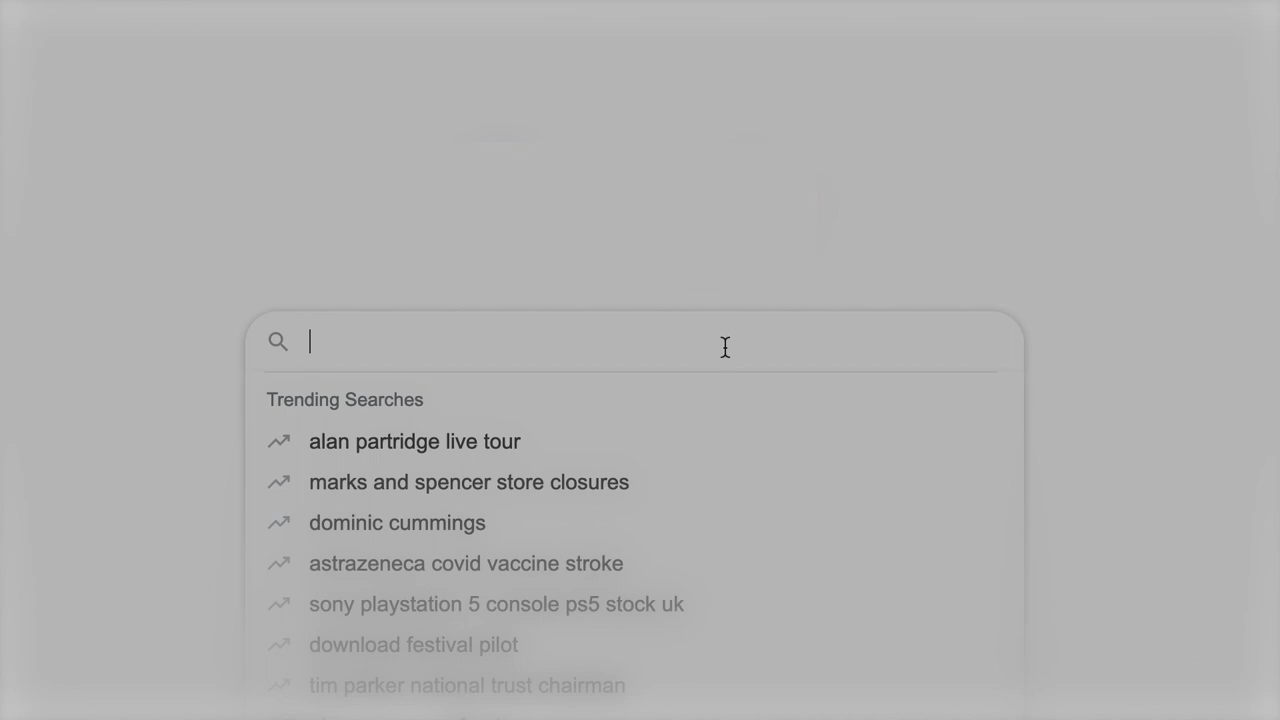 Trending Searches
alan partridge live tour
marks and spencer store closures
dominic cummings
astrazeneca covid vaccine stroke
sony playstation 5 console ps5 stock uk
download festival pilot
tim parker national trust chairman